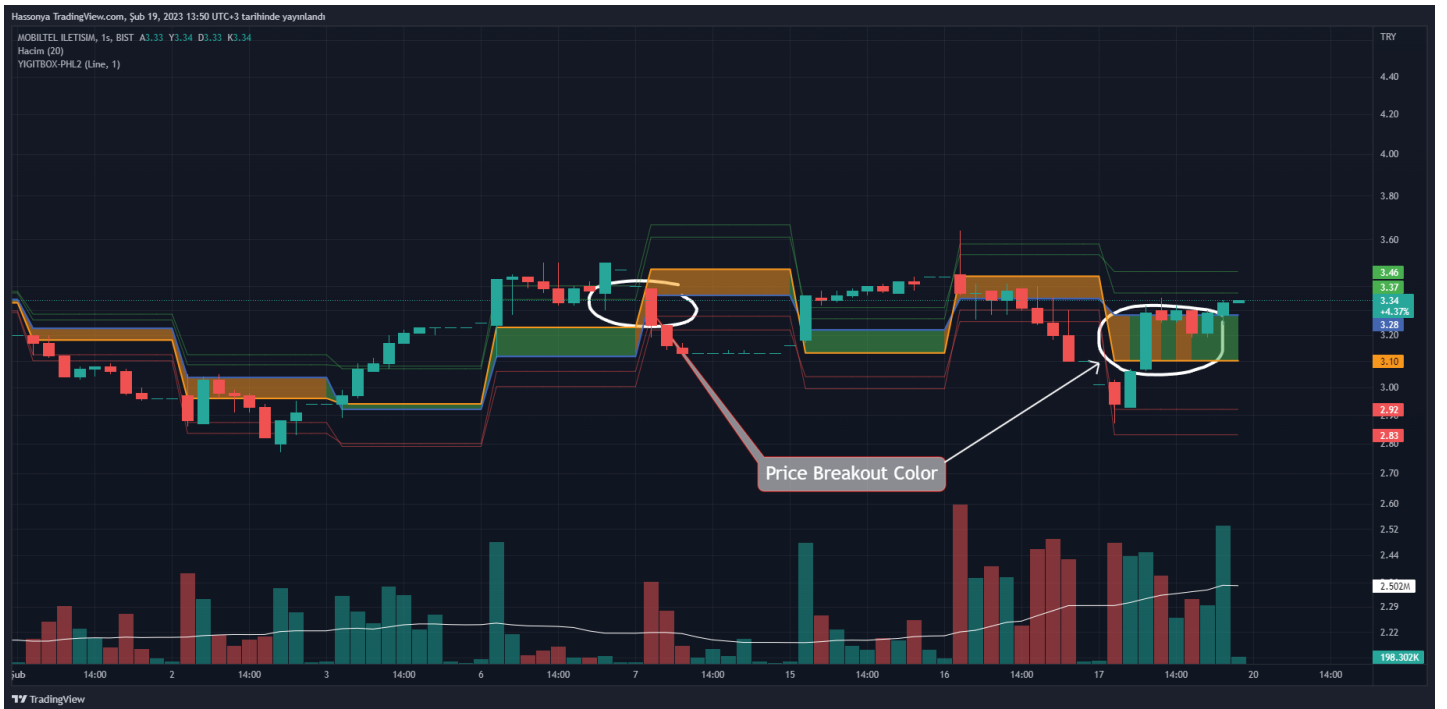 Hassonya TradingView.com, Şub 19, 2023 13:50 UTC+3 tarihinde yayınlandı
MOBILTEL ILETISIM, 1s, BIST A3.33 Y3.34 D3.33 K3.34
Hacim (20)
YIGITBOX-PHL2 (Line, 1)
TRY
4.40
4.20
4.00
3.80
3.60
3.46
3.37
3.34
+4.37%
3.28
3.20
3.10
3.00
2.92
2.83
2.80
2.70
2.60
2.52
2.44
2.502M
2.29
2.22
198.302K
Price Breakout Color
Şub 14:00 2 14:00 3 14:00 6 14:00 7 14:00 15 14:00 16 14:00 17 14:00 20 14:00
TradingView